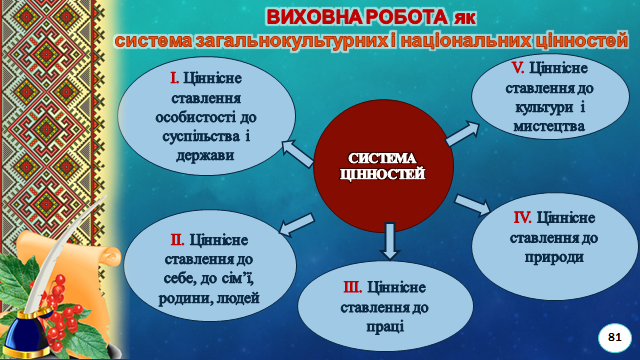 ВИХОВНА РОБОТА як
система загальнокультурних і національних цінностей
І. Ціннісне
ставлення
особистості до
суспільства і
держави
V. Ціннісне
ставлення до
культури і
мистецтва
СИСТЕМА
ЦІННОСТЕЙ
ІІ. Ціннісне
ставлення до
себе, до сім’ї,
родини, людей
IV. Ціннісне
ставлення до
природи
ІІІ. Ціннісне
ставлення до
праці
81